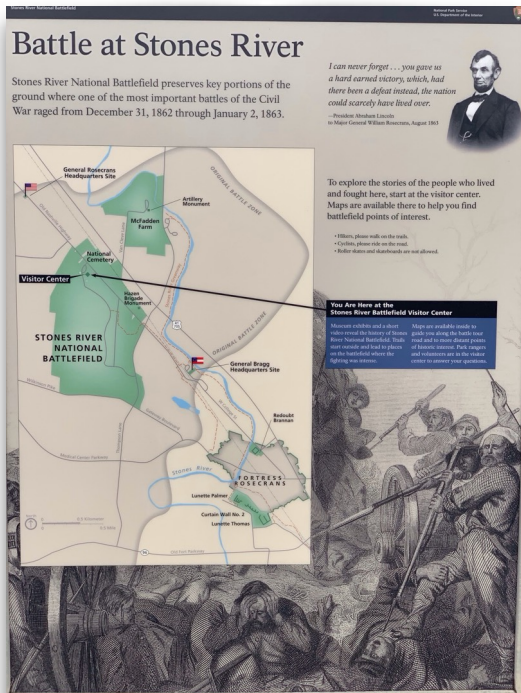 Stones River National Battlefield
National Park Service
U.S. Department of the Interior
Battle at Stones River
Stones River National Battlefield preserves key portions of the
ground where one of the most important battles of the Civil
War raged from December 31, 1862 through January 2, 1863.
I can never forget . . . you gave us
a hard earned victory, which, had
there been a defeat instead, the nation
could scarcely have lived over.
—President Abraham Lincoln
to Major General William Rosecrans, August 1863
To explore the stories of the people who lived
and fought here, start at the visitor center.
Maps are available there to help you find
battlefield points of interest.
• Hikers, please walk on the trails.
• Cyclists, please ride on the road.
• Roller skates and skateboards are not allowed.
General Rosecrans
Headquarters Site
ORIGINAL BATTLE ZONE
Artillery
Monument
McFadden
Farm
National
Cemetery
Visitor Center
Hazen
Brigade
Monument
STONES RIVER
NATIONAL
BATTLEFIELD
ORIGINAL BATTLE ZONE
General Bragg
Headquarters Site
Redoubt
Brannan
Medical Center Parkway
Stones River
FORTRESS
ROSECRANS
Lunette Palmer
Curtain Wall No. 2
Lunette Thomas
You Are Here at the
Stones River Battlefield Visitor Center
Museum exhibits and a short
video reveal the history of Stones
River National Battlefield. Trails
start outside and lead to places
on the battlefield where the
fighting was intense.
Maps are available inside to
guide you along the battle tour
road and to more distant points
of historic interest. Park rangers
and volunteers are in the visitor
center to answer your questions.